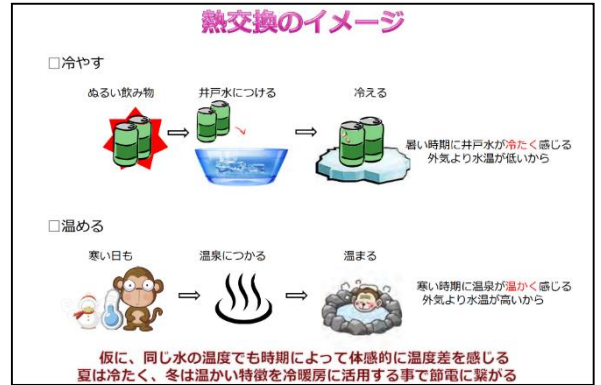 熱交換のイメージ
□冷やす
ぬるい飲み物
井戸水につける
冷える
暑い時期に井戸水が冷たく感じる
外気より水温が低いから
□温める
寒い日も
温泉につかる
温まる
寒い時期に温泉が温かく感じる
外気より水温が高いから
仮に、同じ水の温度でも時期によって体感的に温度差を感じる
夏は冷たく、冬は温かい特徴を冷暖房に活用する事で節電に繋がる